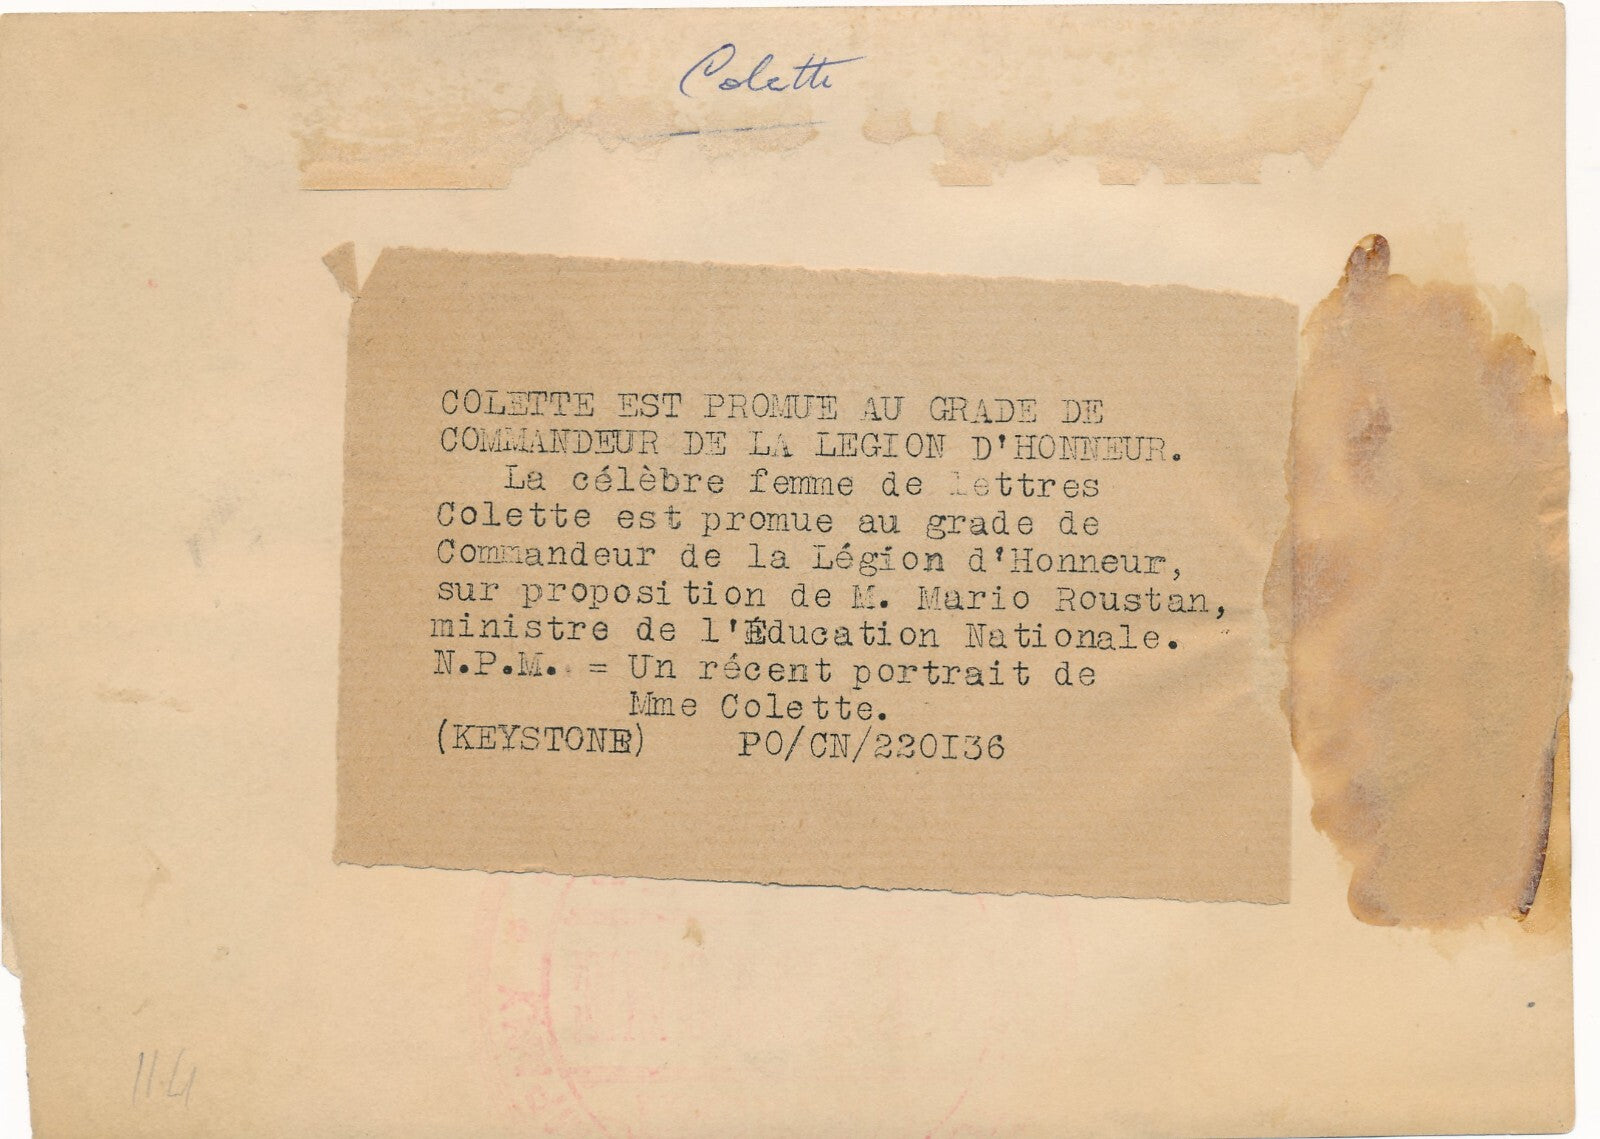 Colette
COLETTE EST PROMUE AU GRADE DE
COMMANDEUR DE LA LEGION D'HONNEUR.
La célèbre femme de lettres
Colette est promue au grade de
Commandeur de la Légion d'Honneur,
sur proposition de M. Mario Roustan,
ministre de l'Éducation Nationale.
N.P.M. = Un récent portrait de
Mme Colette.
(KEYSTONE) PO/CN/220I36